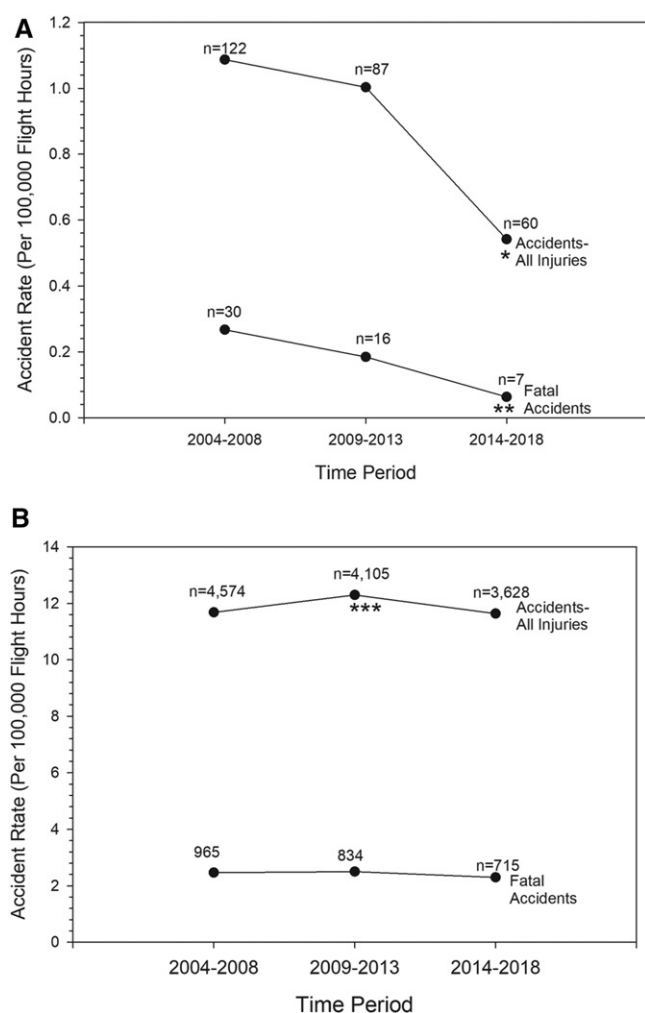 A
Accident Rate (Per 100,000 Flight Hours)
1.2
1.0
0.8
0.6
0.4
0.2
0.0
n=122
n=87
n=60
Accidents-
All Injuries
*
n=30
n=16
n=7
Fatal
Accidents
**
2004-2008
2009-2013
2014-2018
Time Period
B
Accident Rtate (Per 100,000 Flight Hours)
14
12
10
8
6
4
2
0
n=4,574
n=4,105
n=3,628
Accidents-
All Injuries
***
965
834
n=715
Fatal
Accidents
2004-2008
2009-2013
2014-2018
Time Period